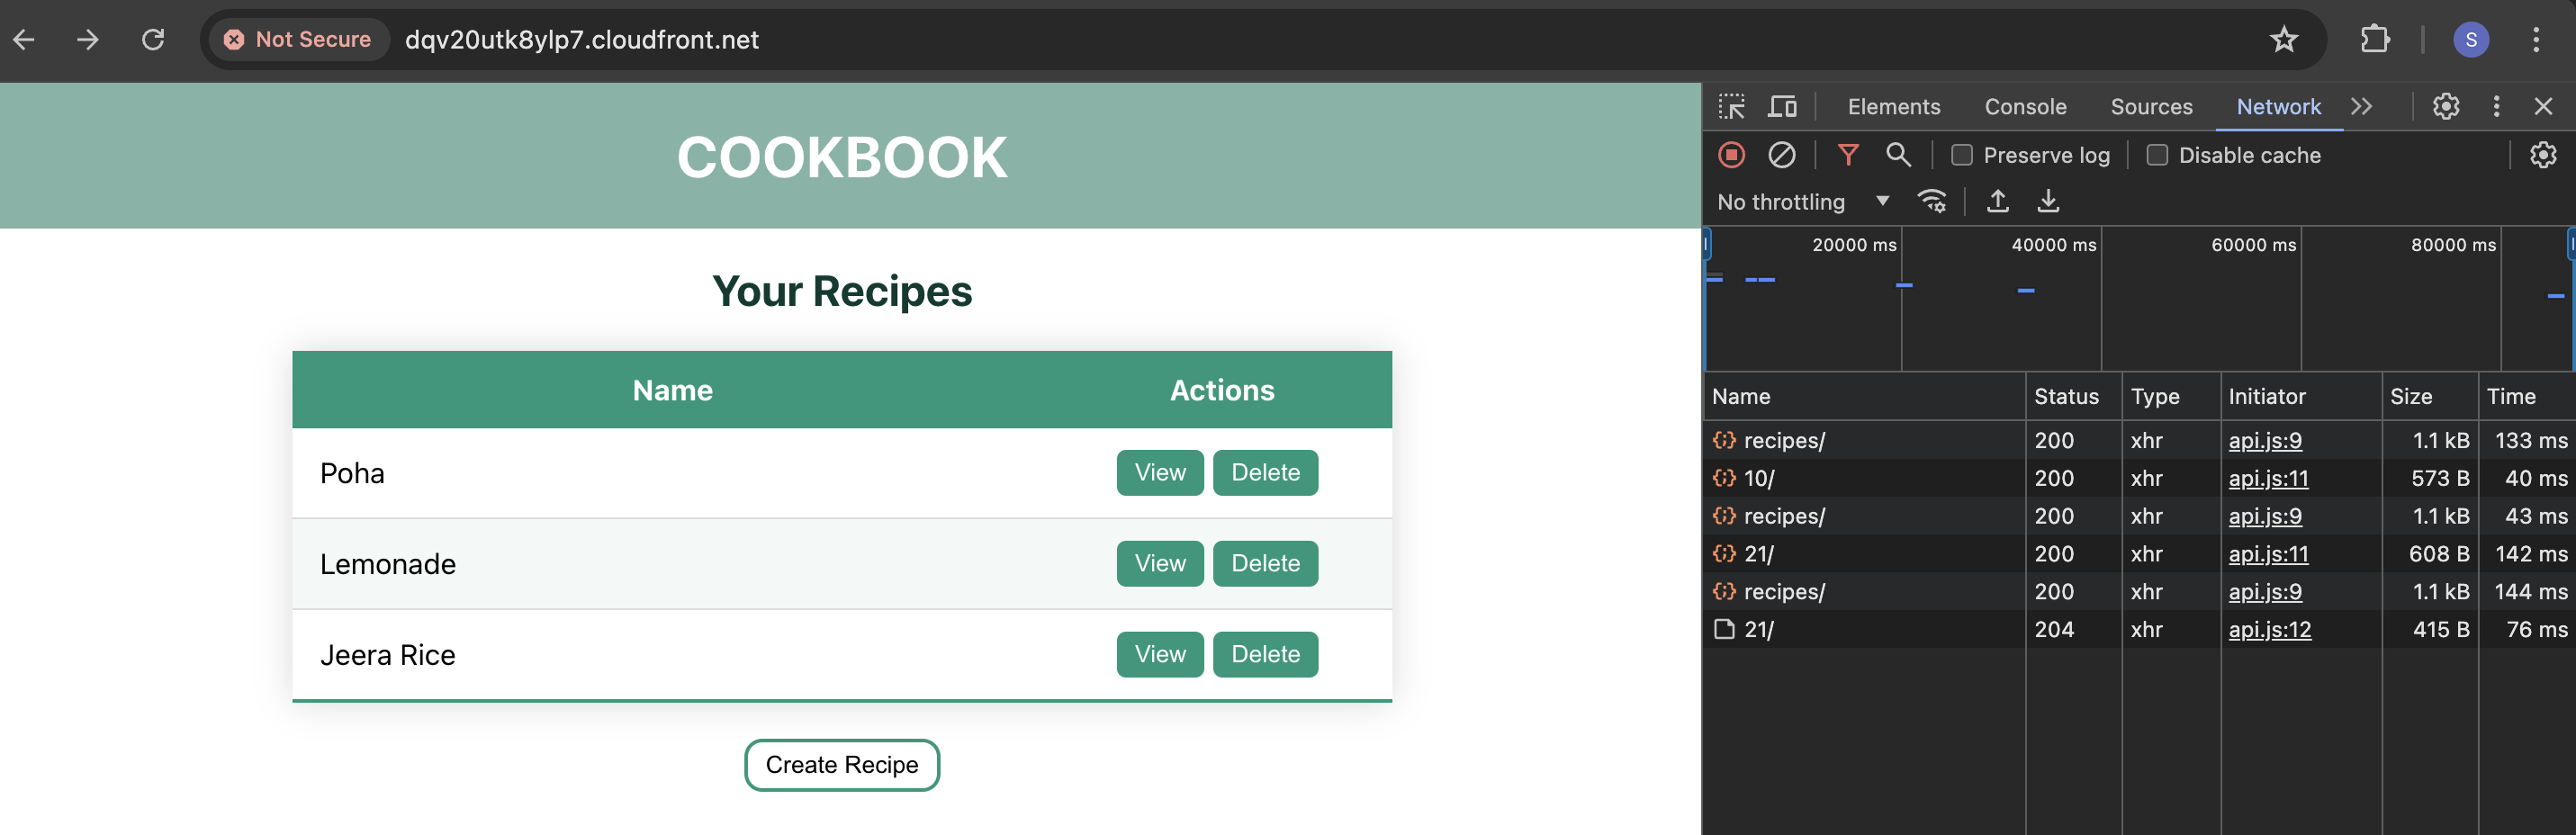 Not Secure dqv20utk8ylp7.cloudfront.net S
COOKBOOK
Your Recipes
Name Actions
Poha View Delete
Lemonade View Delete
Jeera Rice View Delete
Create Recipe
Elements Console Sources Network
Preserve log Disable cache
No throttling
20000 ms 40000 ms 60000 ms 80000 ms
Name Status Type Initiator Size Time
recipes/ 200 xhr api.js:9 1.1 kB 133 ms
10/ 200 xhr api.js:11 573 B 40 ms
recipes/ 200 xhr api.js:9 1.1 kB 43 ms
21/ 200 xhr api.js:11 608 B 142 ms
recipes/ 200 xhr api.js:9 1.1 kB 144 ms
21/ 204 xhr api.js:12 415 B 76 ms